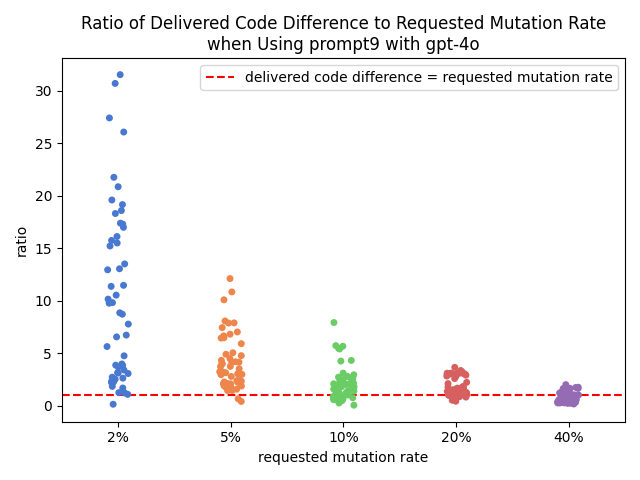 Ratio of Delivered Code Difference to Requested Mutation Rate
when Using prompt9 with gpt-4o
delivered code difference = requested mutation rate
ratio
30
25
20
15
10
5
0
2%
5%
10%
20%
40%
requested mutation rate